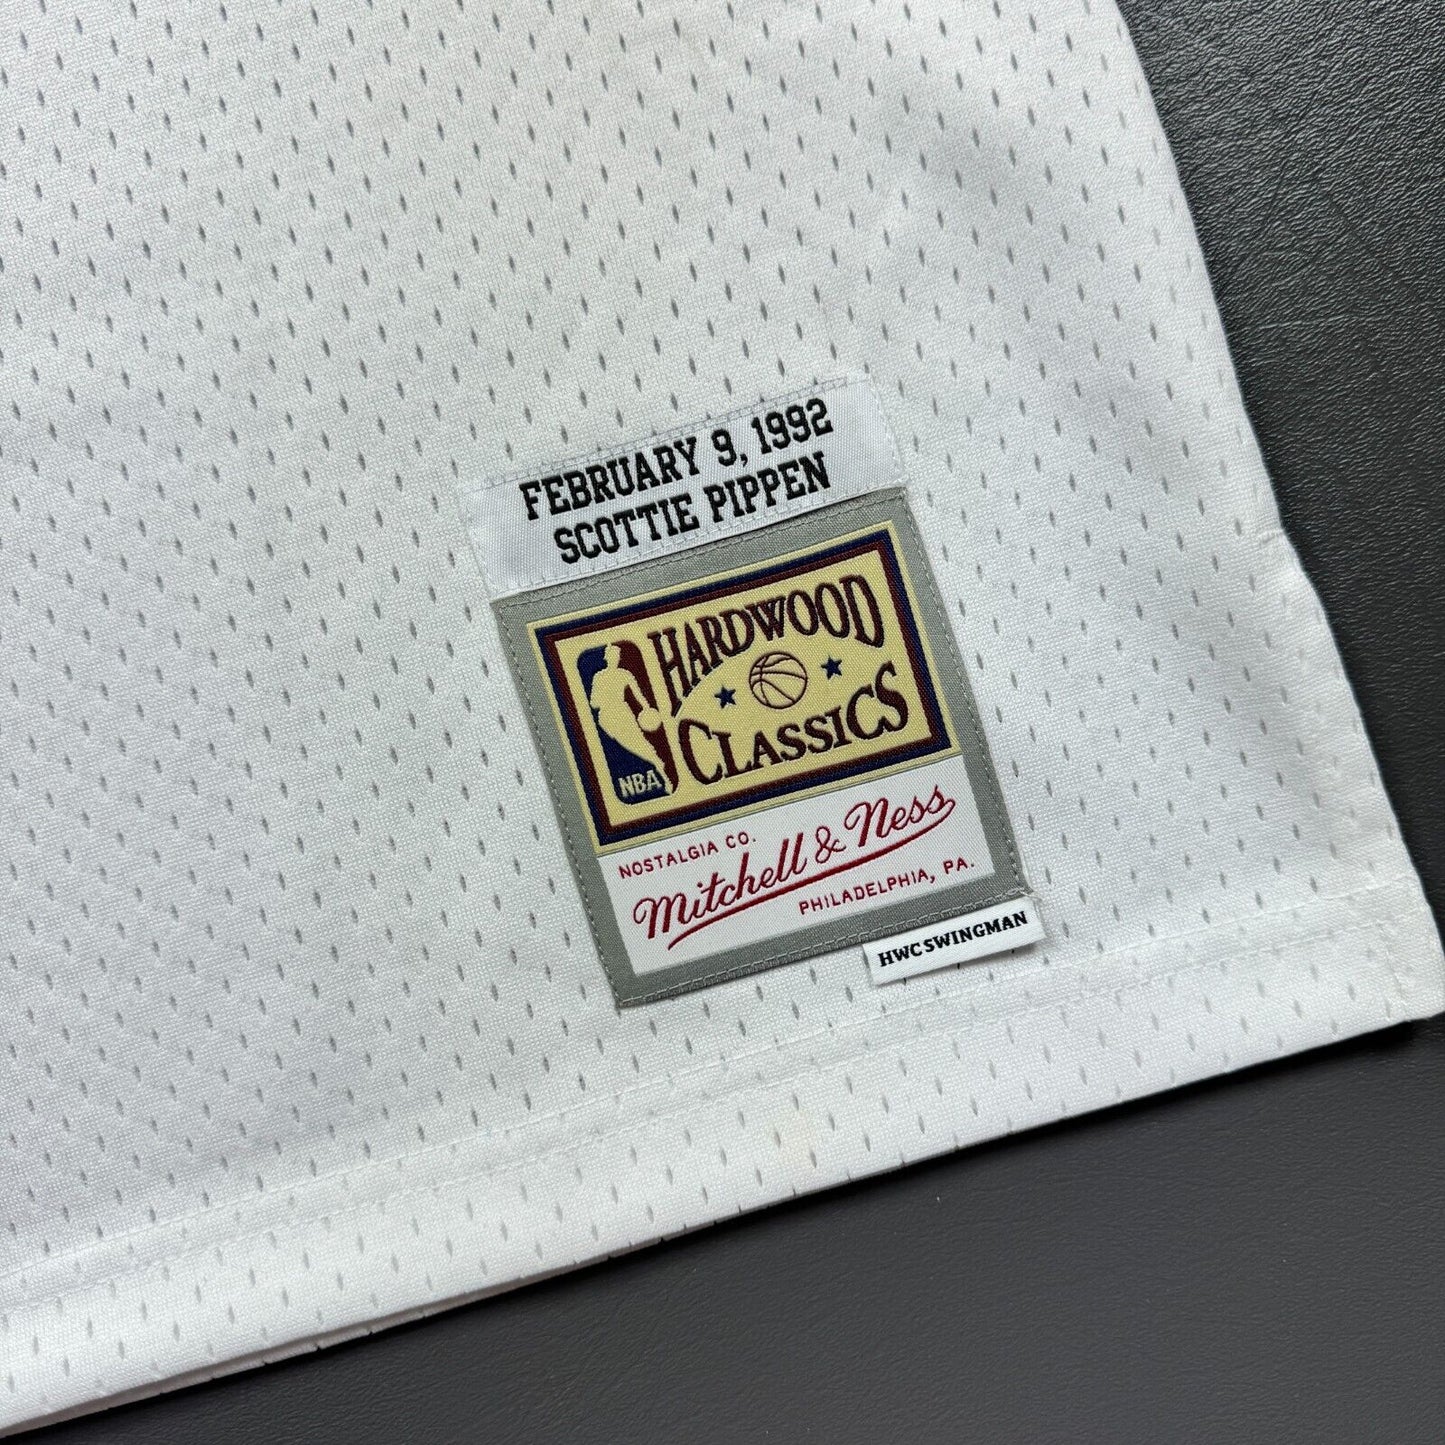 FEBRUARY 9, 1992
SCOTTIE PIPPEN
HARDWOOD
CLASSICS
NBA
NOSTALGIA CO.
Mitchell & Ness
PHILADELPHIA, PA.
HWC SWINGMAN